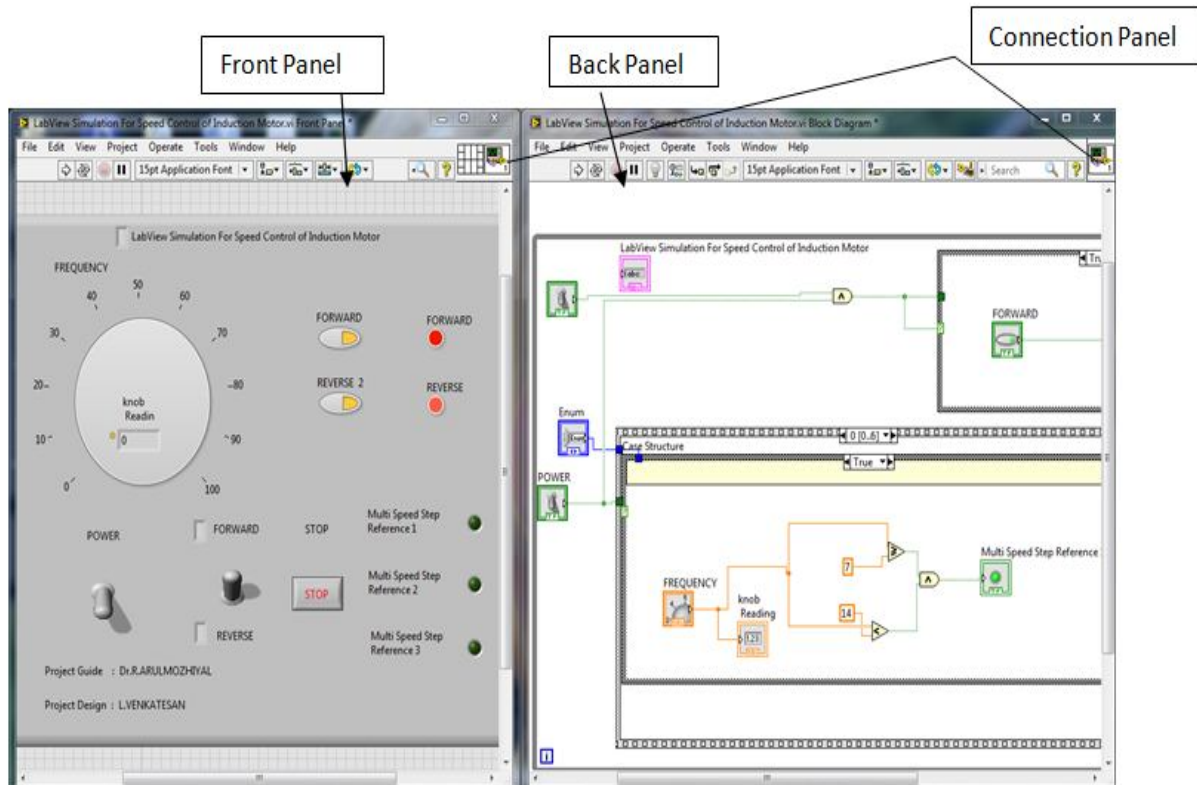 Front Panel
Back Panel
Connection Panel
LabView Simulation For Speed Control of Induction Motor.vi Front Panel *
File Edit View Project Operate Tools Window Help
15pt Application Font
LabView Simulation For Speed Control of Induction Motor
FREQUENCY
0
10
20
30
40
50
60
70
80
90
100
knob
Readin
0
FORWARD
FORWARD
REVERSE 2
REVERSE
POWER
FORWARD
STOP
STOP
REVERSE
Multi Speed Step
Reference 1
Multi Speed Step
Reference 2
Multi Speed Step
Reference 3
Project Guide : Dr.R.ARULMOZHIYAL
Project Design : L.VENKATESAN
LabView Simulation For Speed Control of Induction Motor.vi Block Diagram *
File Edit View Project Operate Tools Window Help
15pt Application Font
Search
LabView Simulation For Speed Control of Induction Motor
abc
Tru
FORWARD
Enum
Enum
0 [0..6]
Case Structure
True
POWER
FREQUENCY
knob
Reading
123
7
14
Multi Speed Step Reference
i